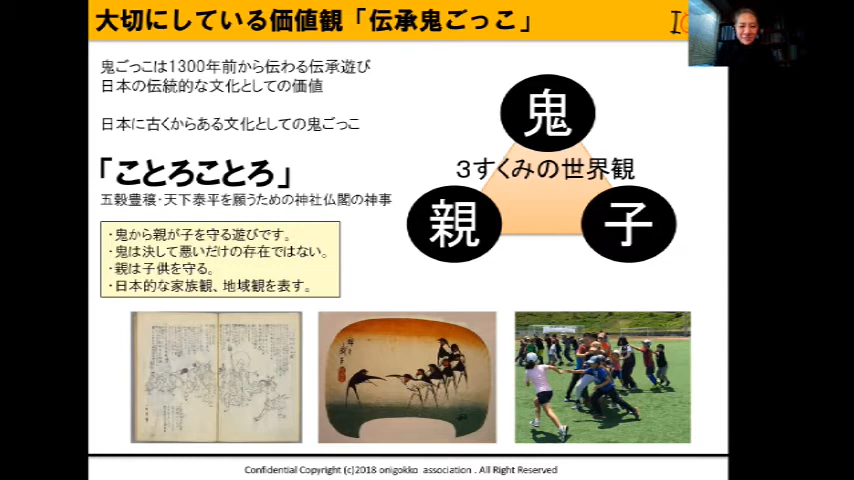 大切にしている価値観「伝承鬼ごっこ」
鬼ごっこは1300年前から伝わる伝承遊び
日本の伝統的な文化としての価値
日本に古くからある文化としての鬼ごっこ
「ことろことろ」
五穀豊穣・天下泰平を願うための神社仏閣の神事
・鬼から親が子を守る遊びです。
・鬼は決して悪いだけの存在ではない。
・親は子供を守る。
・日本的な家族観、地域観を表す。
鬼
3すくみの世界観
親
子
Confidential Copyright (c)2018 onigokko association . All Right Reserved